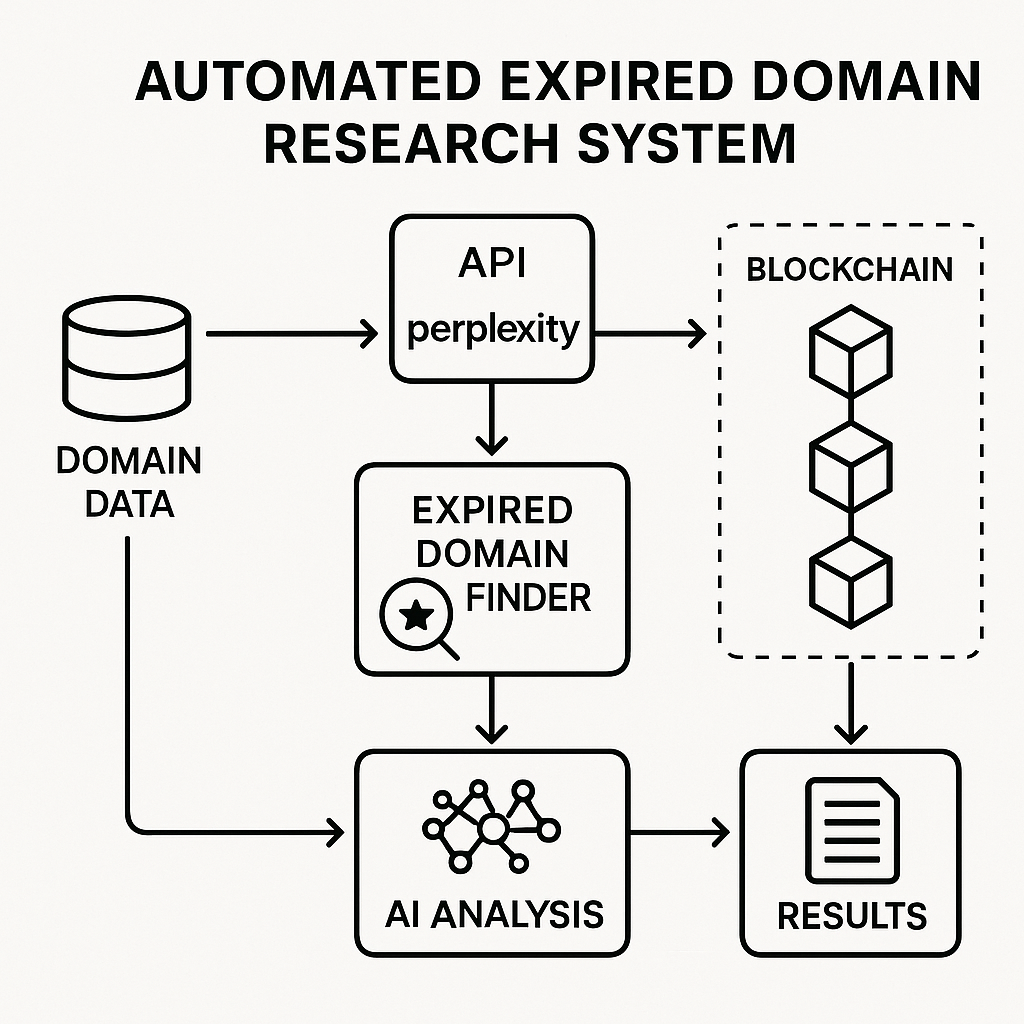 AUTOMATED EXPIRED DOMAIN
RESEARCH SYSTEM
API
perplexity
BLOCKCHAIN
DOMAIN
DATA
EXPIRED
DOMAIN
FINDER
AI ANALYSIS
RESULTS